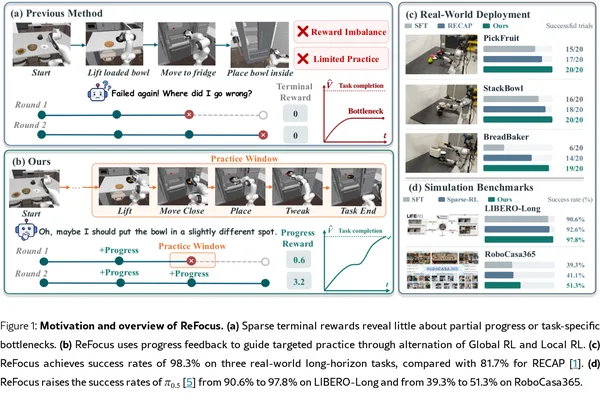 (a) Previous Method
Start
Lift loaded bowl
Move to fridge
Place bowl inside
Reward Imbalance
Limited Practice
Failed again! Where did I go wrong?
Terminal
Reward
Round 1
0
Round 2
0
V̂ Task completion
Bottleneck
t
(b) Ours
Practice Window
Start
Lift
Move Close
Place
Tweak
Task End
Oh, maybe I should put the bowl in a slightly different spot.
Progress
Reward
Practice Window
Round 1
+Progress
0.6
+Progress
+Progress
+Progress
Round 2
3.2
V̂ Task completion
t
(c) Real-World Deployment
SFT
RECAP
Ours
Successful trials
PickFruit
15/20
17/20
20/20
StackBowl
16/20
18/20
20/20
BreadBaker
6/20
14/20
19/20
(d) Simulation Benchmarks
SFT
Sparse-RL
Ours
Success rate (%)
LIBERO-Long
90.6%
92.6%
97.8%
RoboCasa365
39.3%
41.1%
51.3%
Figure 1: Motivation and overview of ReFocus. (a) Sparse terminal rewards reveal little about partial progress or task-specific
bottlenecks. (b) ReFocus uses progress feedback to guide targeted practice through alternation of Global RL and Local RL. (c)
ReFocus achieves success rates of 98.3% on three real-world long-horizon tasks, compared with 81.7% for RECAP [1]. (d)
ReFocus raises the success rates of π0.5 [5] from 90.6% to 97.8% on LIBERO-Long and from 39.3% to 51.3% on RoboCasa365.